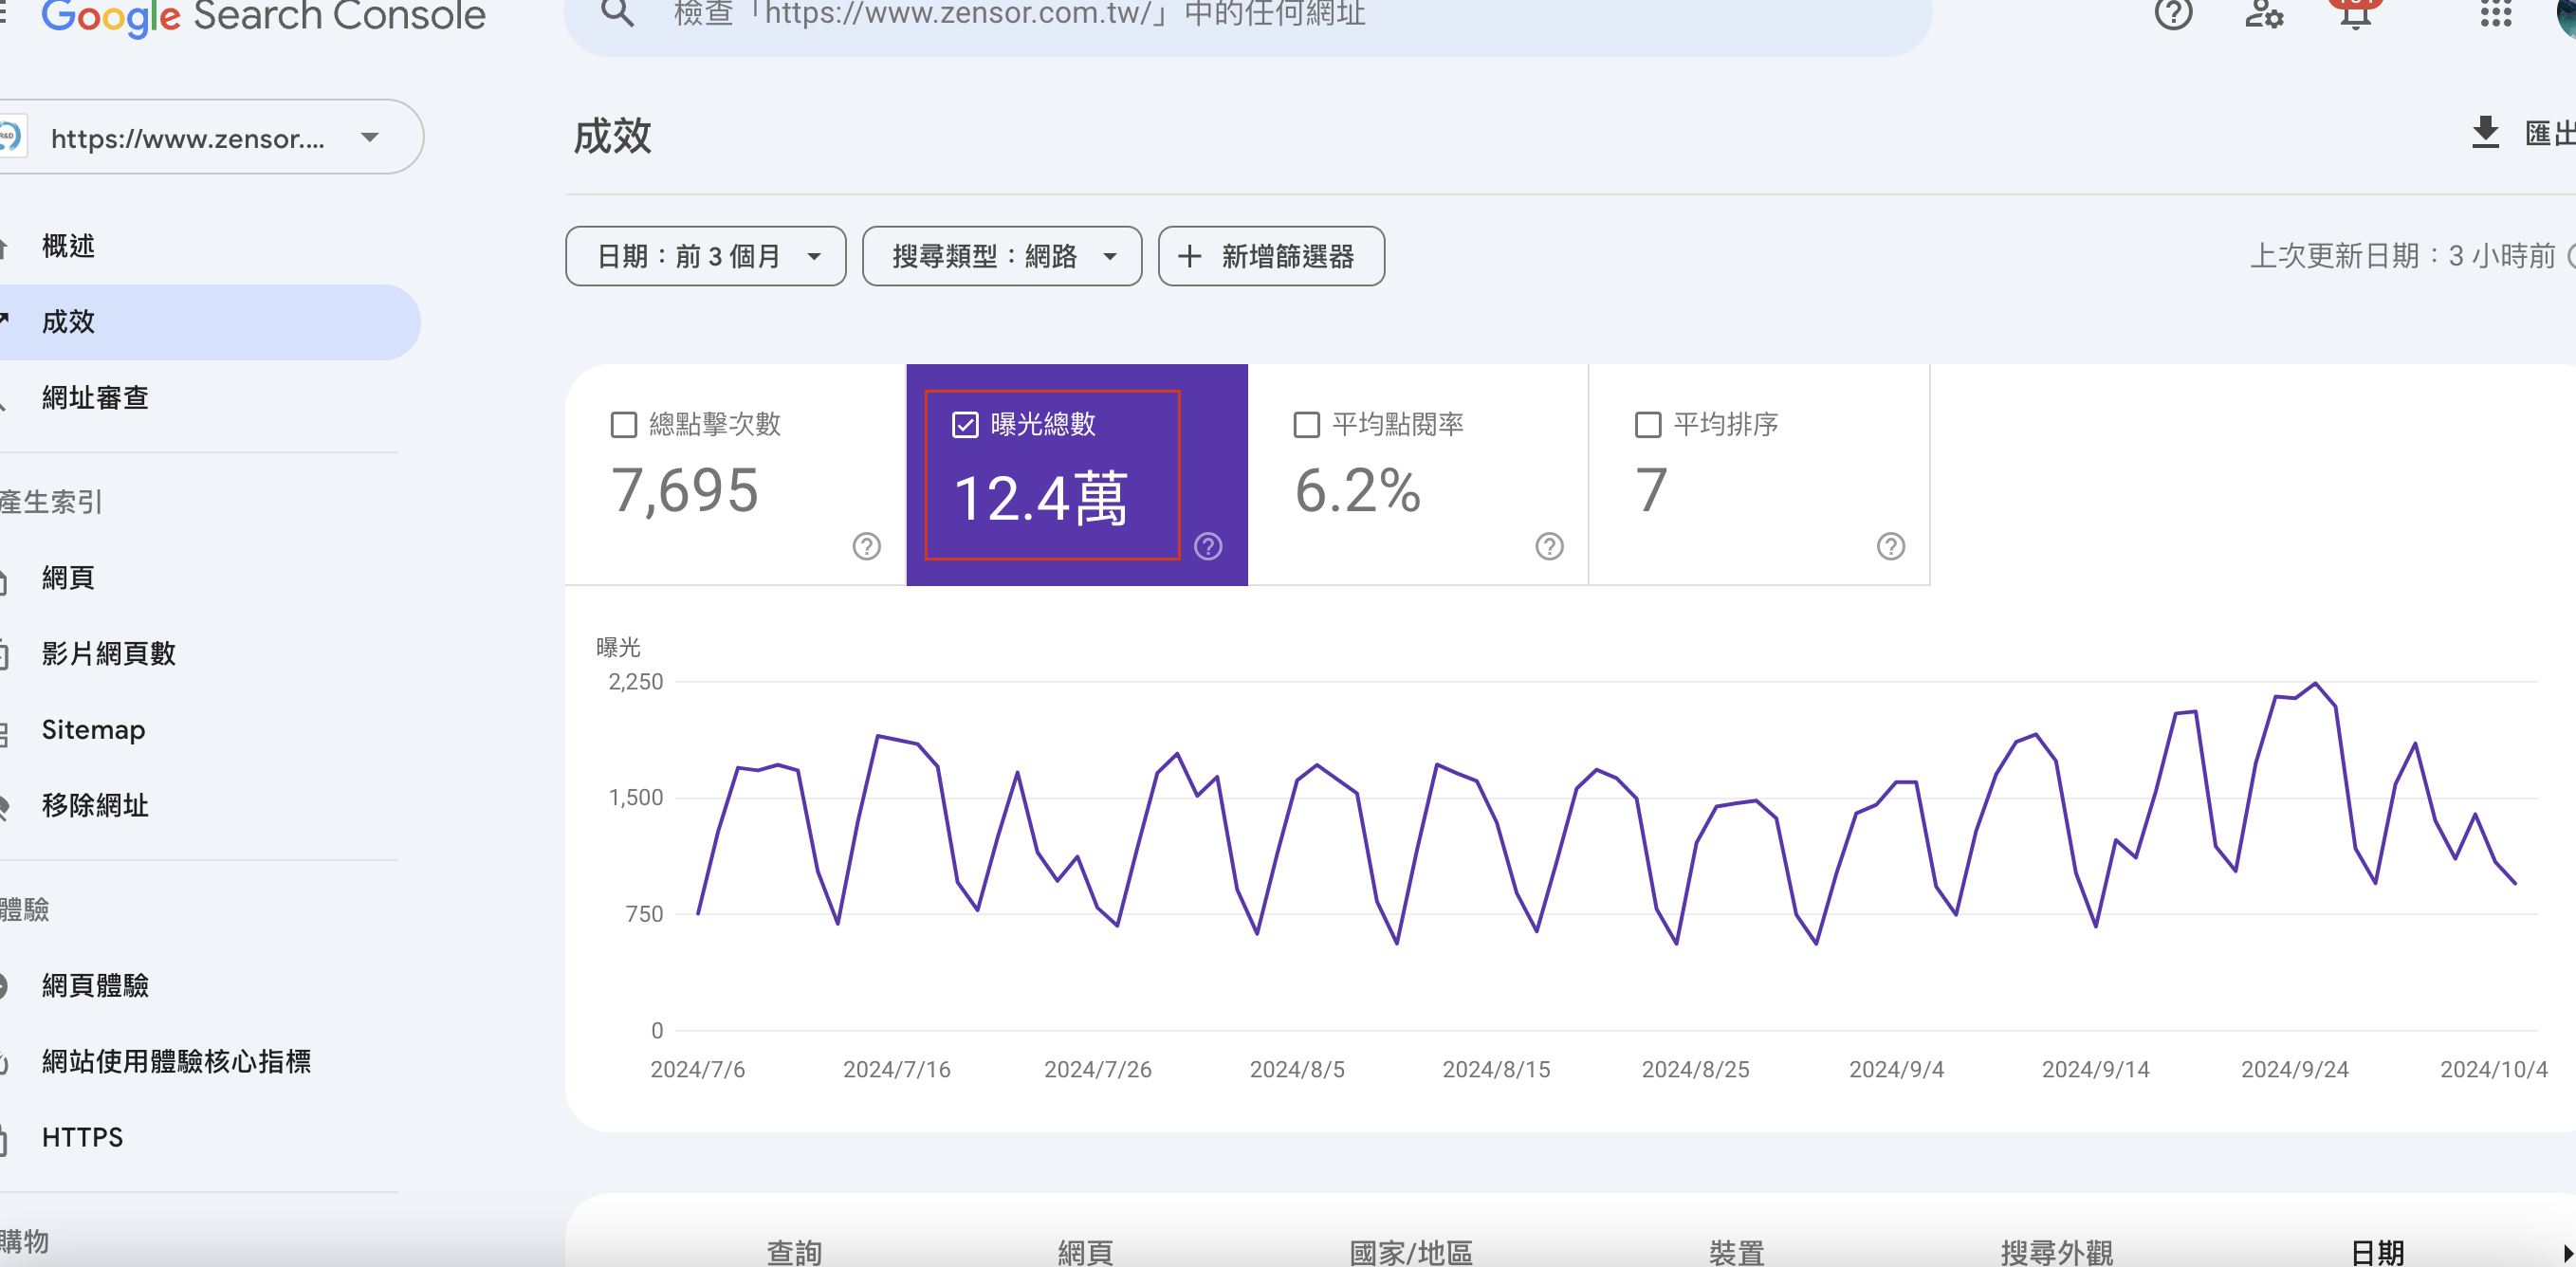 Google Search Console
檢查「https://www.zensor.com.tw/」中的任何網址
https://www.zensor....
概述
成效
網址審查
產生索引
網頁
影片網頁數
Sitemap
移除網址
體驗
網頁體驗
網站使用體驗核心指標
HTTPS
購物
成效
匯出
日期：前 3 個月
搜尋類型：網路
新增篩選器
上次更新日期：3 小時前
總點擊次數
7,695
曝光總數
12.4萬
平均點閱率
6.2%
平均排序
7
曝光
2,250
1,500
750
0
2024/7/6
2024/7/16
2024/7/26
2024/8/5
2024/8/15
2024/8/25
2024/9/4
2024/9/14
2024/9/24
2024/10/4
查詢
網頁
國家/地區
裝置
搜尋外觀
日期